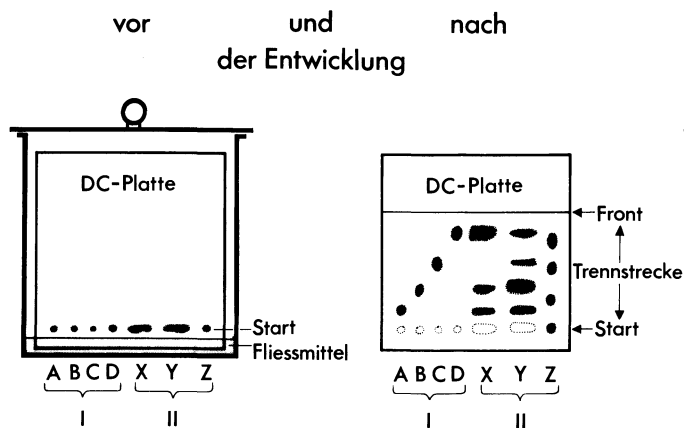 vor und nach
der Entwicklung
DC-Platte
Start
Fliessmittel
A B C D X Y Z
I II
DC-Platte
Front
Trennstrecke
Start
A B C D X Y Z
I II